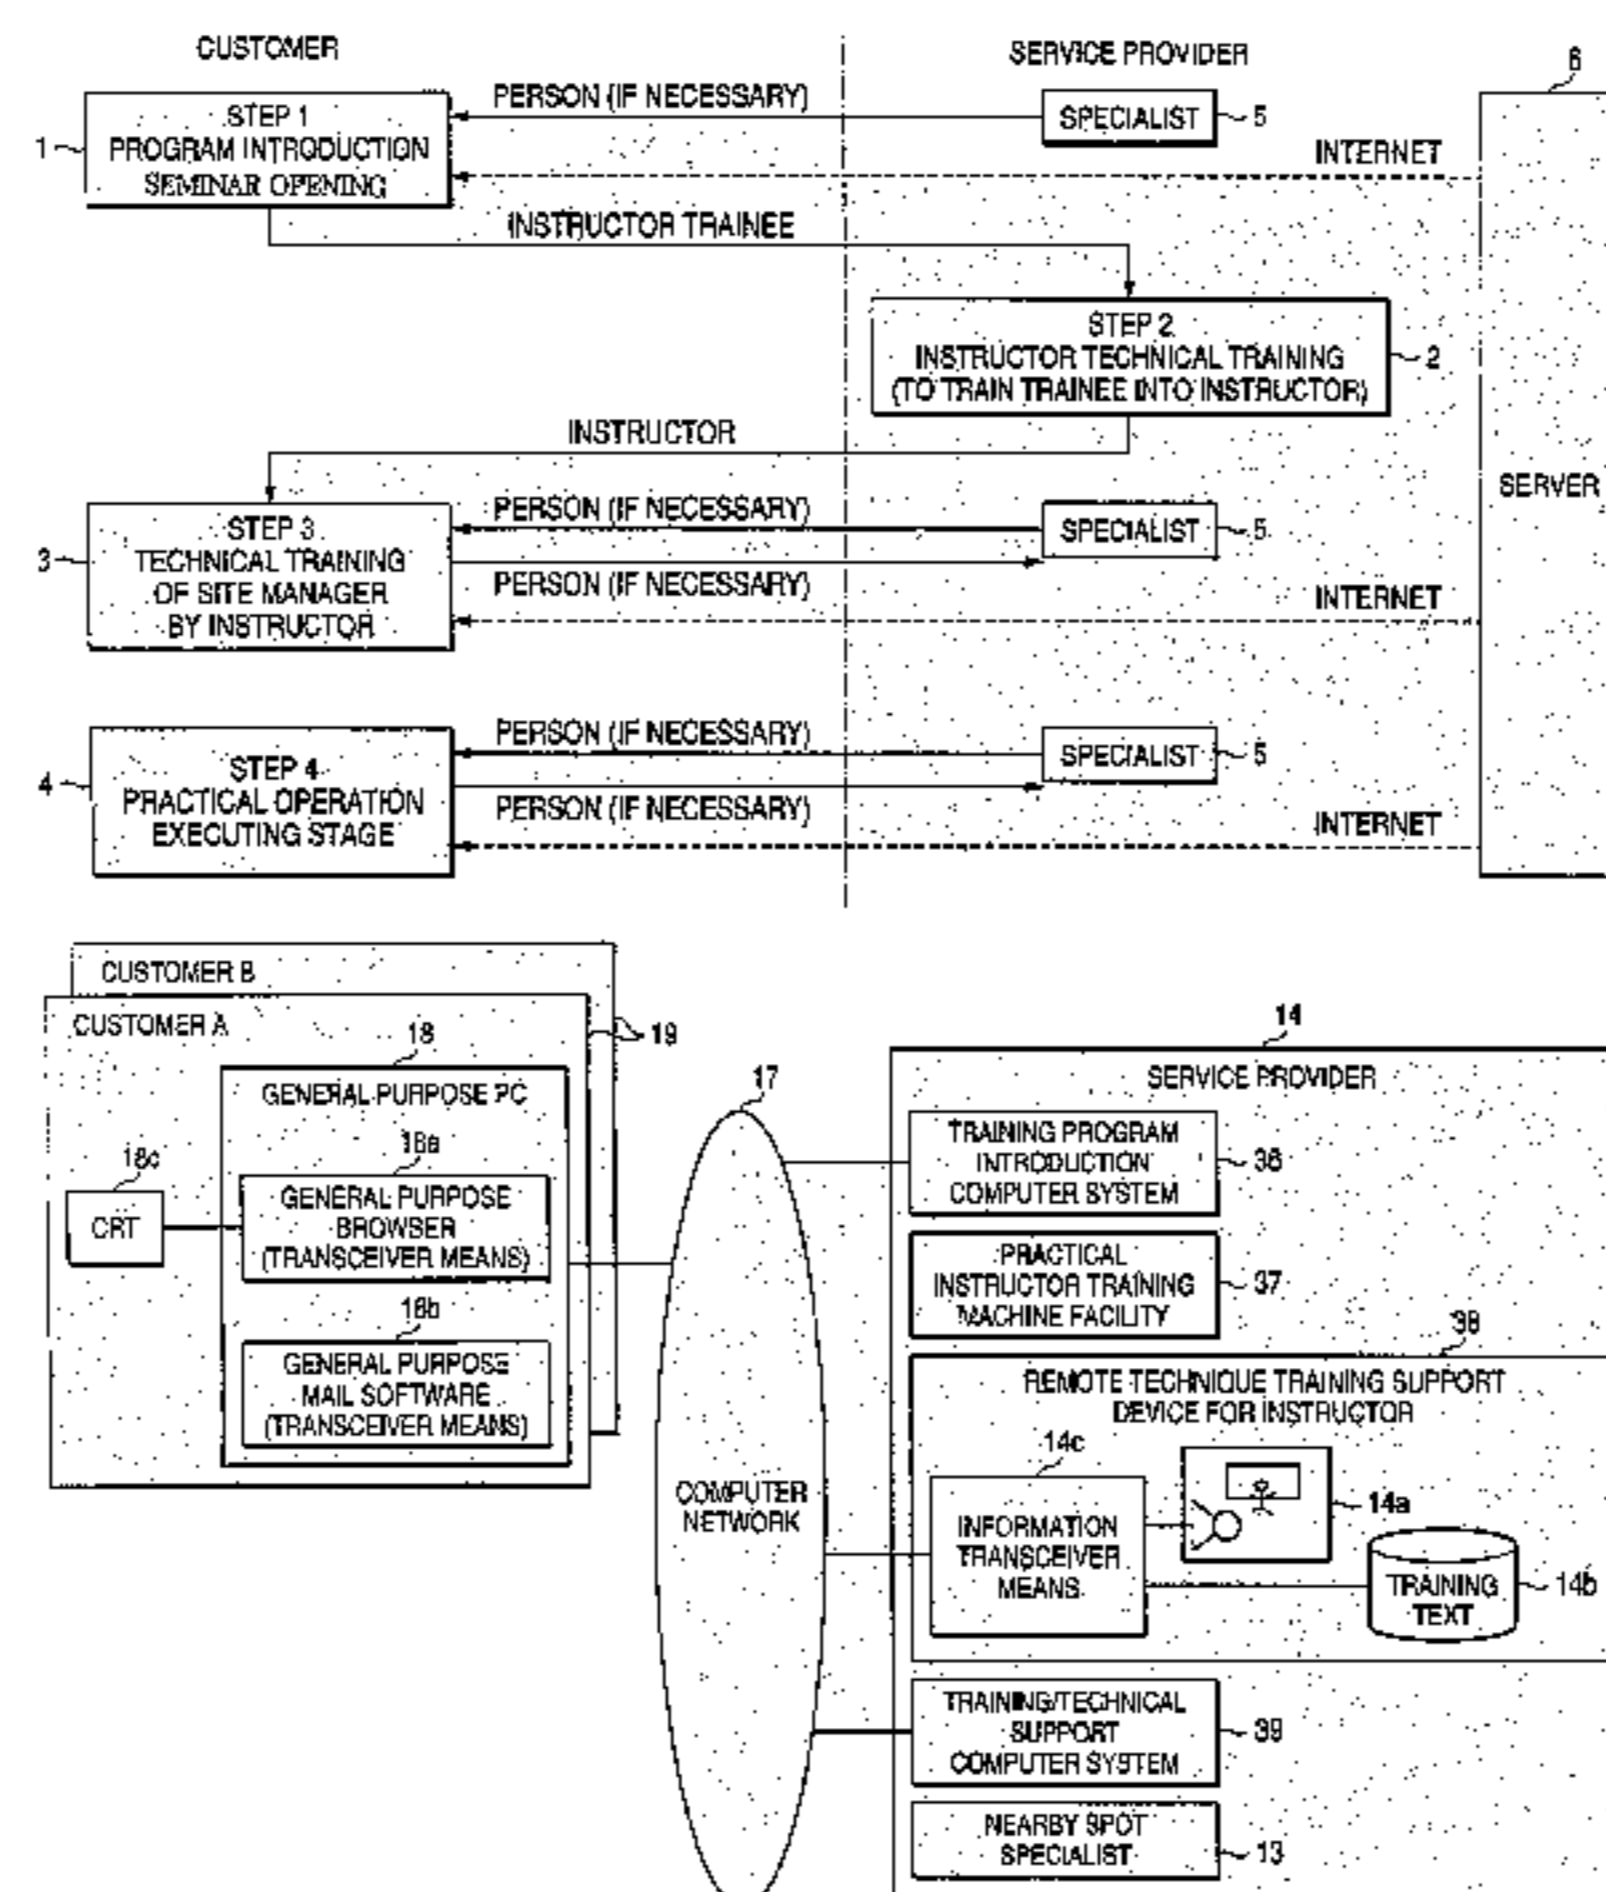 CUSTOMER
SERVICE PROVIDER
6
STEP 1
PROGRAM INTRODUCTION
SEMINAR OPENING
1
PERSON (IF NECESSARY)
SPECIALIST
5
INTERNET
INSTRUCTOR TRAINEE
STEP 2
INSTRUCTOR TECHNICAL TRAINING
(TO TRAIN TRAINEE INTO INSTRUCTOR)
2
INSTRUCTOR
SERVER
STEP 3
TECHNICAL TRAINING
OF SITE MANAGER
BY INSTRUCTOR
3
PERSON (IF NECESSARY)
SPECIALIST
5
PERSON (IF NECESSARY)
INTERNET
STEP 4
PRACTICAL OPERATION
EXECUTING STAGE
4
PERSON (IF NECESSARY)
SPECIALIST
5
PERSON (IF NECESSARY)
INTERNET
CUSTOMER B
CUSTOMER A
19
18
GENERAL-PURPOSE PC
18c
CRT
18a
GENERAL PURPOSE
BROWSER
(TRANSCEIVER MEANS)
18b
GENERAL PURPOSE
MAIL SOFTWARE
(TRANSCEIVER MEANS)
17
COMPUTER
NETWORK
14
SERVICE PROVIDER
TRAINING PROGRAM
INTRODUCTION
COMPUTER SYSTEM
36
PRACTICAL
INSTRUCTOR TRAINING
MACHINE FACILITY
37
38
REMOTE TECHNIQUE TRAINING SUPPORT
DEVICE FOR INSTRUCTOR
14c
INFORMATION
TRANSCEIVER
MEANS
14a
TRAINING
TEXT
14b
TRAINING/TECHNICAL
SUPPORT
COMPUTER SYSTEM
39
NEARBY SPOT
SPECIALIST
13